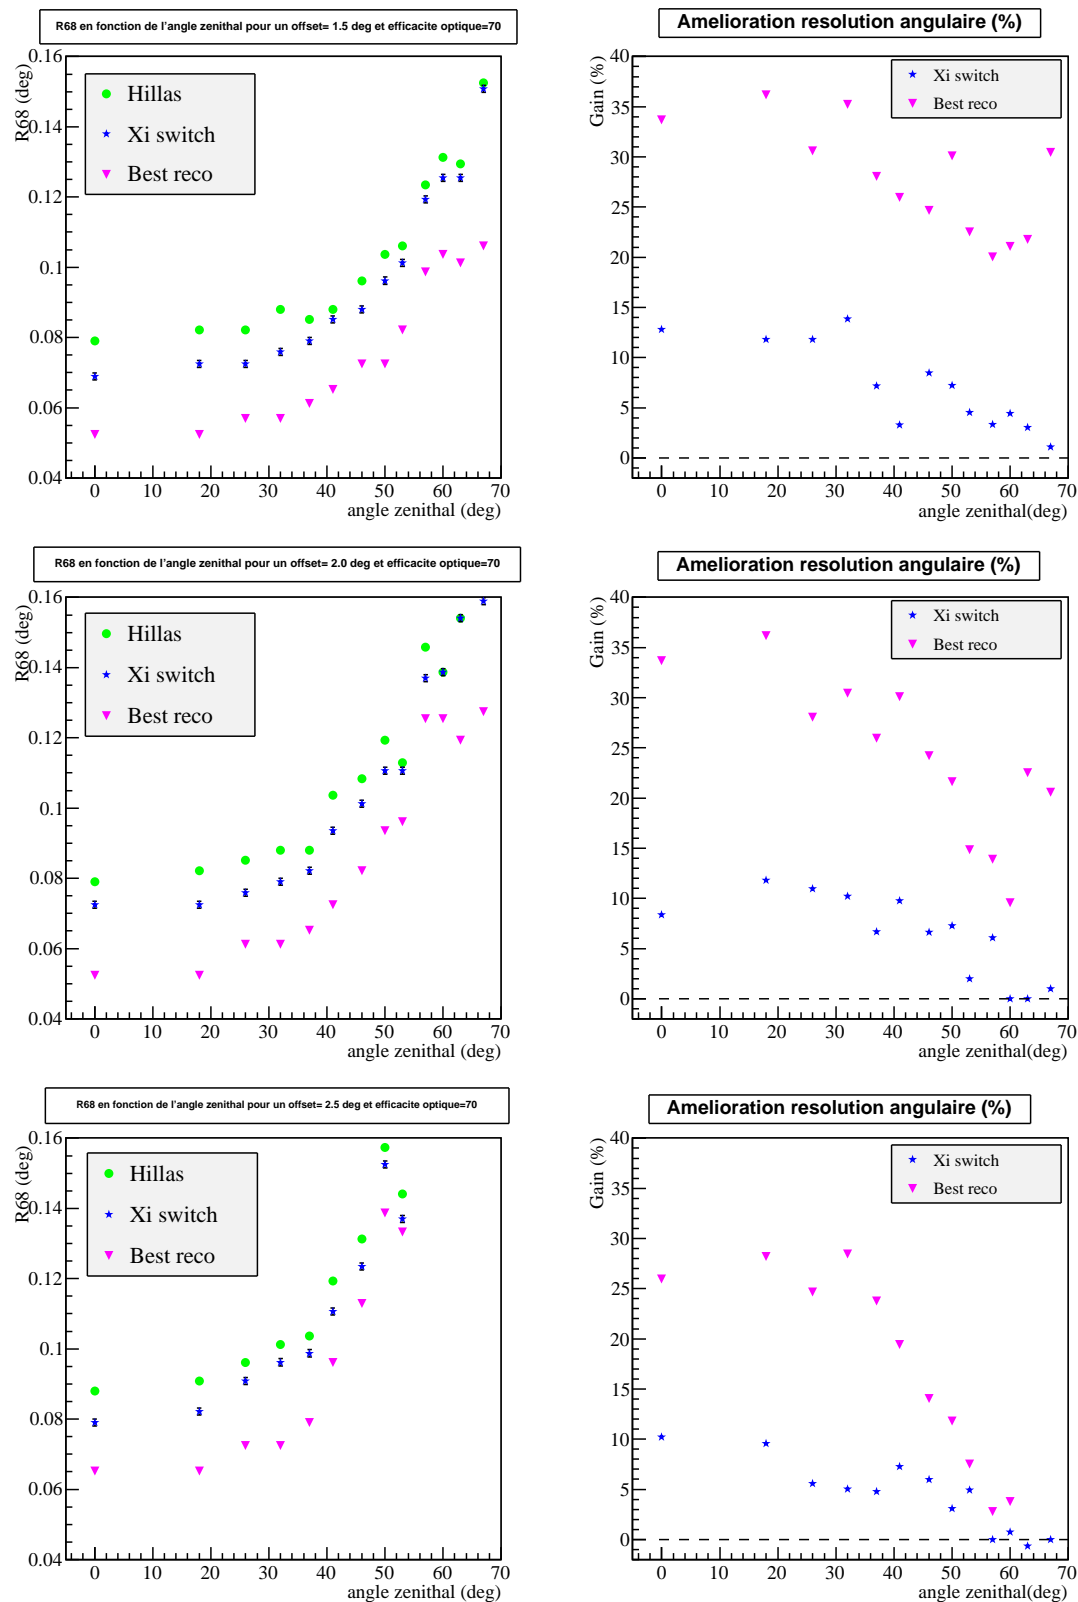 R68 en fonction de l'angle zenithal pour un offset= 1.5 deg et efficacite optique=70
R68 (deg)
0.16
0.14
0.12
0.1
0.08
0.06
0.04
Hillas
Xi switch
Best reco
0 10 20 30 40 50 60 70
angle zenithal (deg)
Amelioration resolution angulaire (%)
Gain (%)
40
35
30
25
20
15
10
5
0
Xi switch
Best reco
0 10 20 30 40 50 60 70
angle zenithal(deg)
R68 en fonction de l'angle zenithal pour un offset= 2.0 deg et efficacite optique=70
R68 (deg)
0.16
0.14
0.12
0.1
0.08
0.06
0.04
Hillas
Xi switch
Best reco
0 10 20 30 40 50 60 70
angle zenithal (deg)
Amelioration resolution angulaire (%)
Gain (%)
40
35
30
25
20
15
10
5
0
Xi switch
Best reco
0 10 20 30 40 50 60 70
angle zenithal(deg)
R68 en fonction de l'angle zenithal pour un offset= 2.5 deg et efficacite optique=70
R68 (deg)
0.16
0.14
0.12
0.1
0.08
0.06
0.04
Hillas
Xi switch
Best reco
0 10 20 30 40 50 60 70
angle zenithal (deg)
Amelioration resolution angulaire (%)
Gain (%)
40
35
30
25
20
15
10
5
0
Xi switch
Best reco
0 10 20 30 40 50 60 70
angle zenithal(deg)